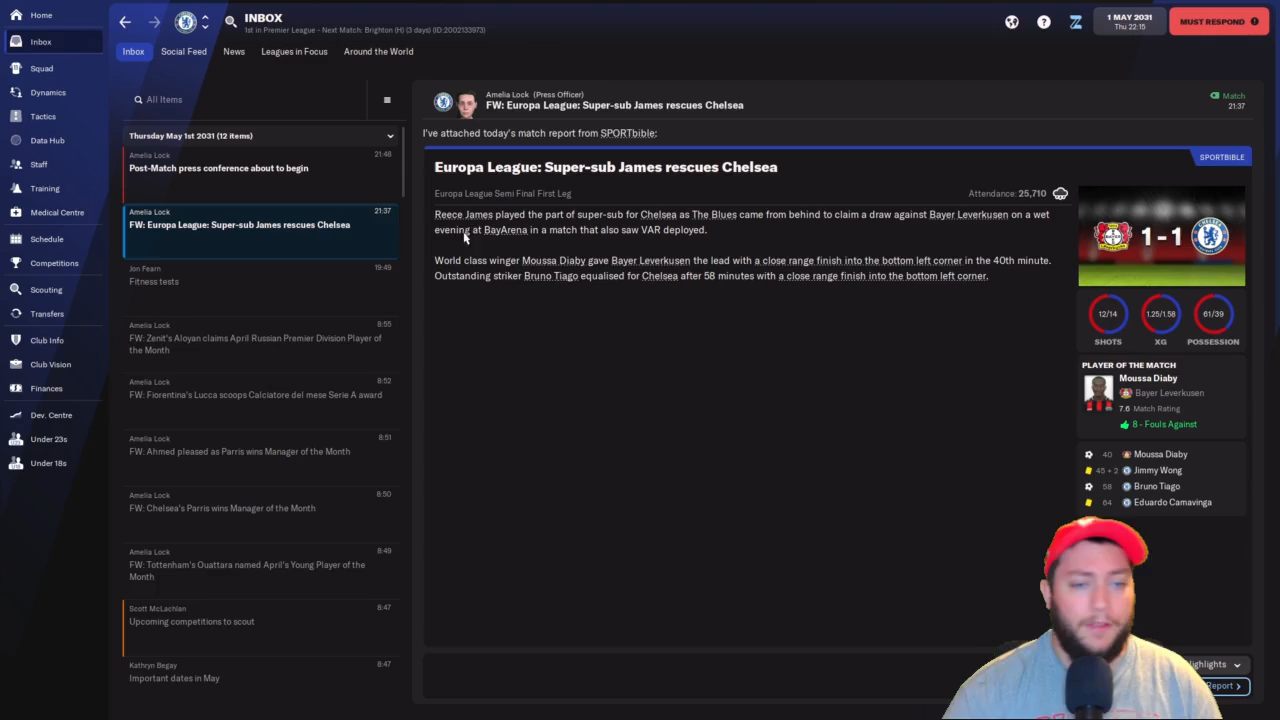 Home
Inbox
Squad
Dynamics
Tactics
Data Hub
Staff
Training
Medical Centre
Schedule
Competitions
Scouting
Transfers
Club Info
Club Vision
Finances
Dev. Centre
Under 23s
Under 18s
INBOX
1st in Premier League - Next Match: Brighton (H) (3 days) (ID:2002133973)
1 MAY 2031
Thu 22:15
MUST RESPOND
Inbox
Social Feed
News
Leagues in Focus
Around the World
All Items
Thursday May 1st 2031 (12 items)
Amelia Lock
21:48
Post-Match press conference about to begin
Amelia Lock
21:37
FW: Europa League: Super-sub James rescues Chelsea
Jon Fearn
19:49
Fitness tests
Amelia Lock
8:55
FW: Zenit's Aloyan claims April Russian Premier Division Player of
the Month
Amelia Lock
8:52
FW: Fiorentina's Lucca scoops Calciatore del mese Serie A award
Amelia Lock
8:51
FW: Ahmed pleased as Parris wins Manager of the Month
Amelia Lock
8:50
FW: Chelsea's Parris wins Manager of the Month
Amelia Lock
8:49
FW: Tottenham's Ouattara named April's Young Player of the
Month
Scott McLachlan
8:47
Upcoming competitions to scout
Kathryn Begay
8:47
Important dates in May
Amelia Lock (Press Officer)
FW: Europa League: Super-sub James rescues Chelsea
Match
21:37
I've attached today's match report from SPORTbible:
SPORTBIBLE
Europa League: Super-sub James rescues Chelsea
Europa League Semi Final First Leg
Attendance: 25,710
Reece James played the part of super-sub for Chelsea as The Blues came from behind to claim a draw against Bayer Leverkusen on a wet
evening at BayArena in a match that also saw VAR deployed.
World class winger Moussa Diaby gave Bayer Leverkusen the lead with a close range finish into the bottom left corner in the 40th minute.
Outstanding striker Bruno Tiago equalised for Chelsea after 58 minutes with a close range finish into the bottom left corner.
1-1
12/14
1.25/1.58
61/39
SHOTS
XG
POSSESSION
PLAYER OF THE MATCH
Moussa Diaby
Bayer Leverkusen
7.6 Match Rating
8 - Fouls Against
40 Moussa Diaby
45 + 2 Jimmy Wong
58 Bruno Tiago
64 Eduardo Camavinga
ighlights
Report